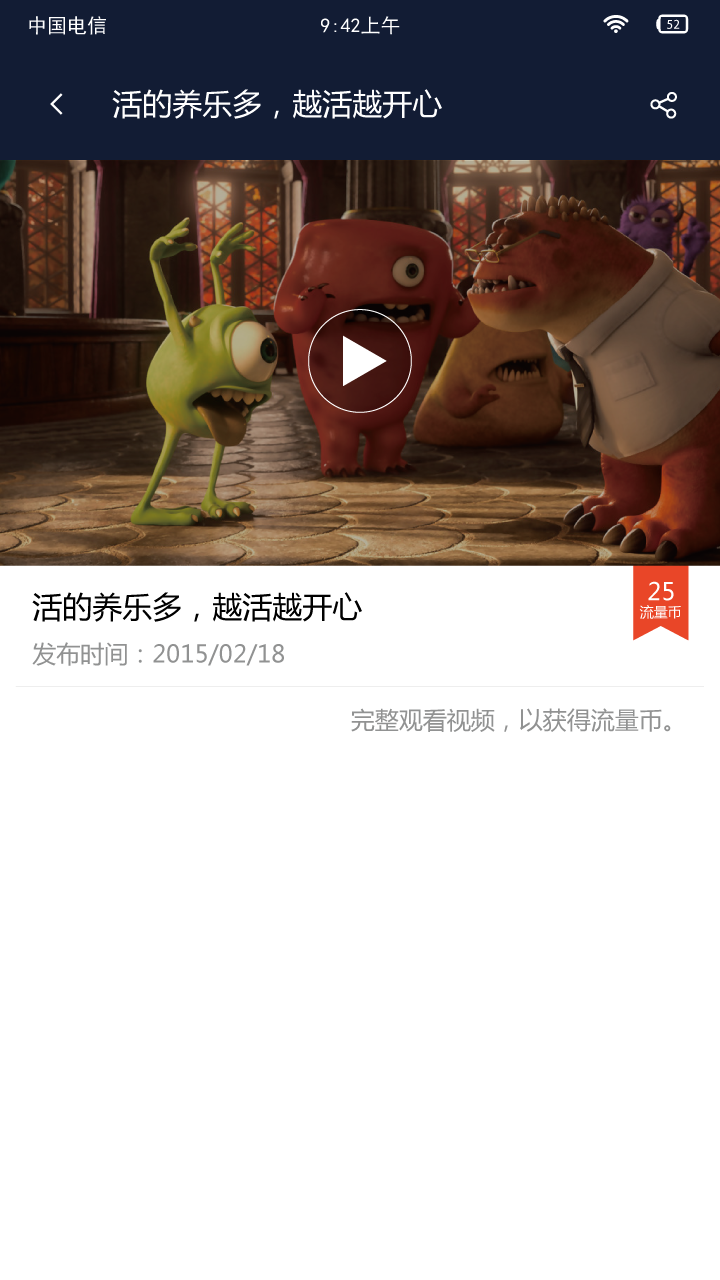 中国电信
9:42上午
52
活的养乐多，越活越开心
活的养乐多，越活越开心
25
流量币
发布时间：2015/02/18
完整观看视频，以获得流量币。